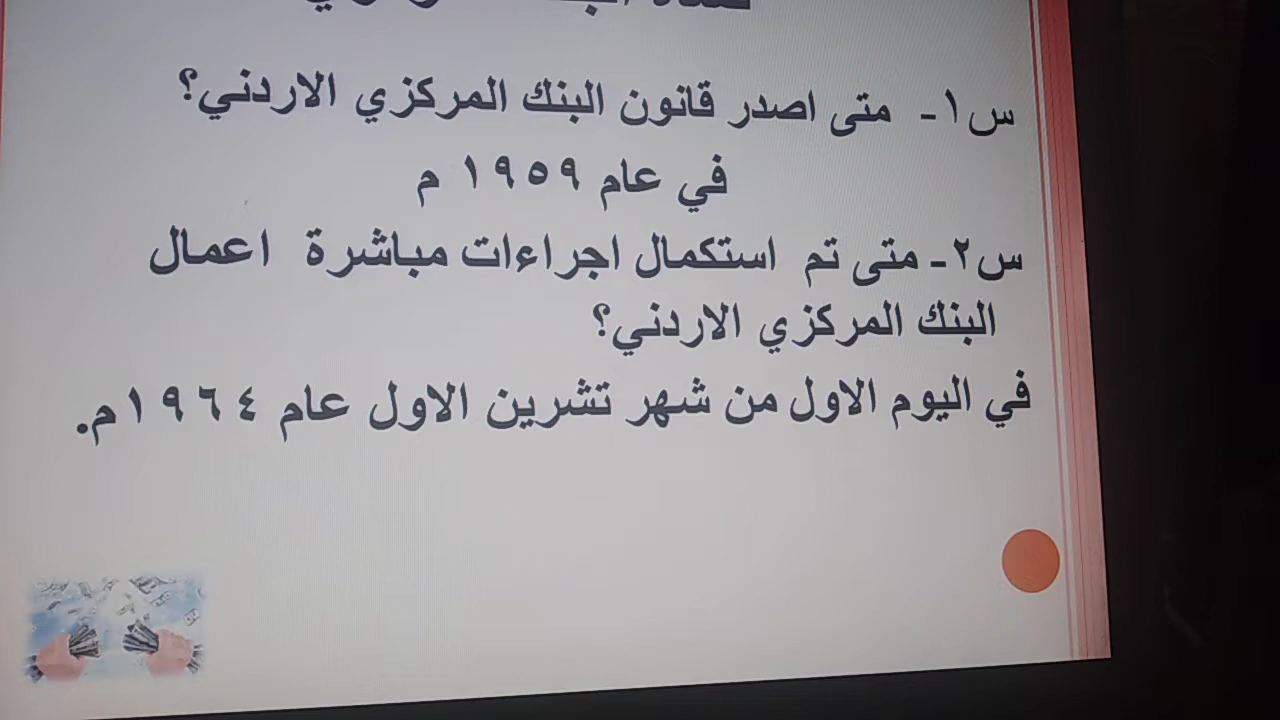 س١- متى اصدر قانون البنك المركزي الاردني؟
في عام ١٩٥٩ م
س٢- متى تم استكمال اجراءات مباشرة اعمال
البنك المركزي الاردني؟
في اليوم الاول من شهر تشرين الاول عام ١٩٦٤م.